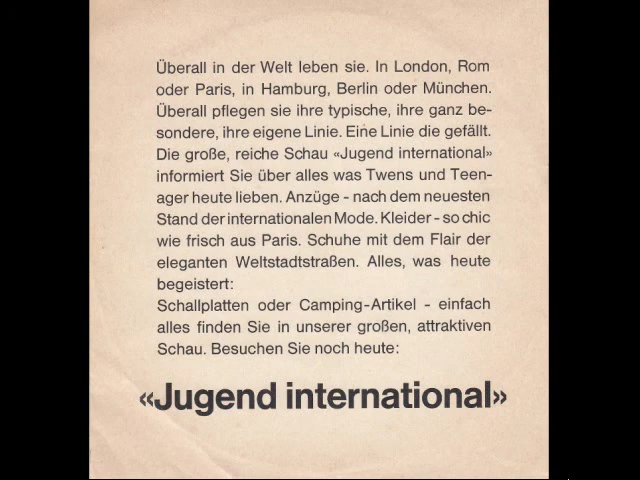 Überall in der Welt leben sie. In London, Rom
oder Paris, in Hamburg, Berlin oder München.
Überall pflegen sie ihre typische, ihre ganz be-
sondere, ihre eigene Linie. Eine Linie die gefällt.
Die große, reiche Schau «Jugend international»
informiert Sie über alles was Twens und Teen-
ager heute lieben. Anzüge - nach dem neuesten
Stand der internationalen Mode. Kleider - so chic
wie frisch aus Paris. Schuhe mit dem Flair der
eleganten Weltstadtstraßen. Alles, was heute
begeistert:
Schallplatten oder Camping-Artikel - einfach
alles finden Sie in unserer großen, attraktiven
Schau. Besuchen Sie noch heute:
«Jugend international»